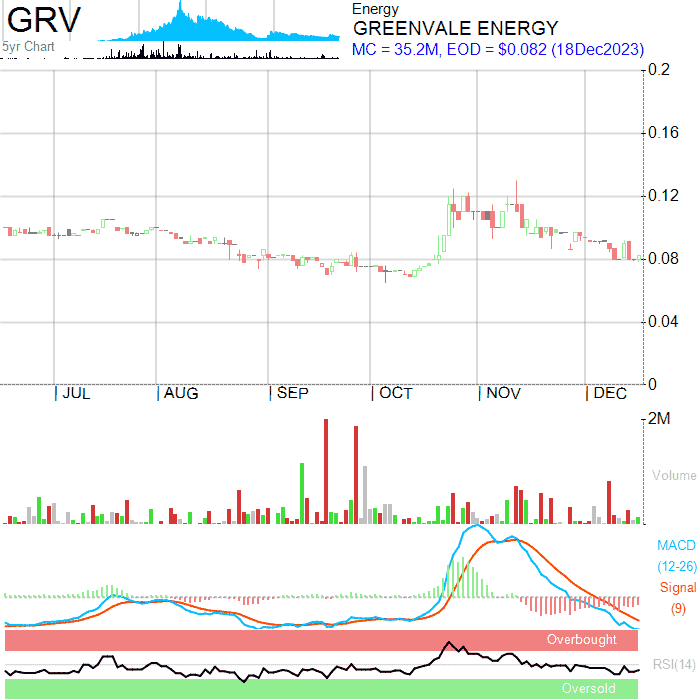 GRV
5yr Chart
Energy
GREENVALE ENERGY
MC = 35.2M, EOD = $0.082 (18Dec2023)
0.2
0.16
0.12
0.08
0.04
0
JUL AUG SEP OCT NOV DEC
2M
Volume
MACD
(12-26)
Signal
(9)
Overbought
RSI(14)
Oversold